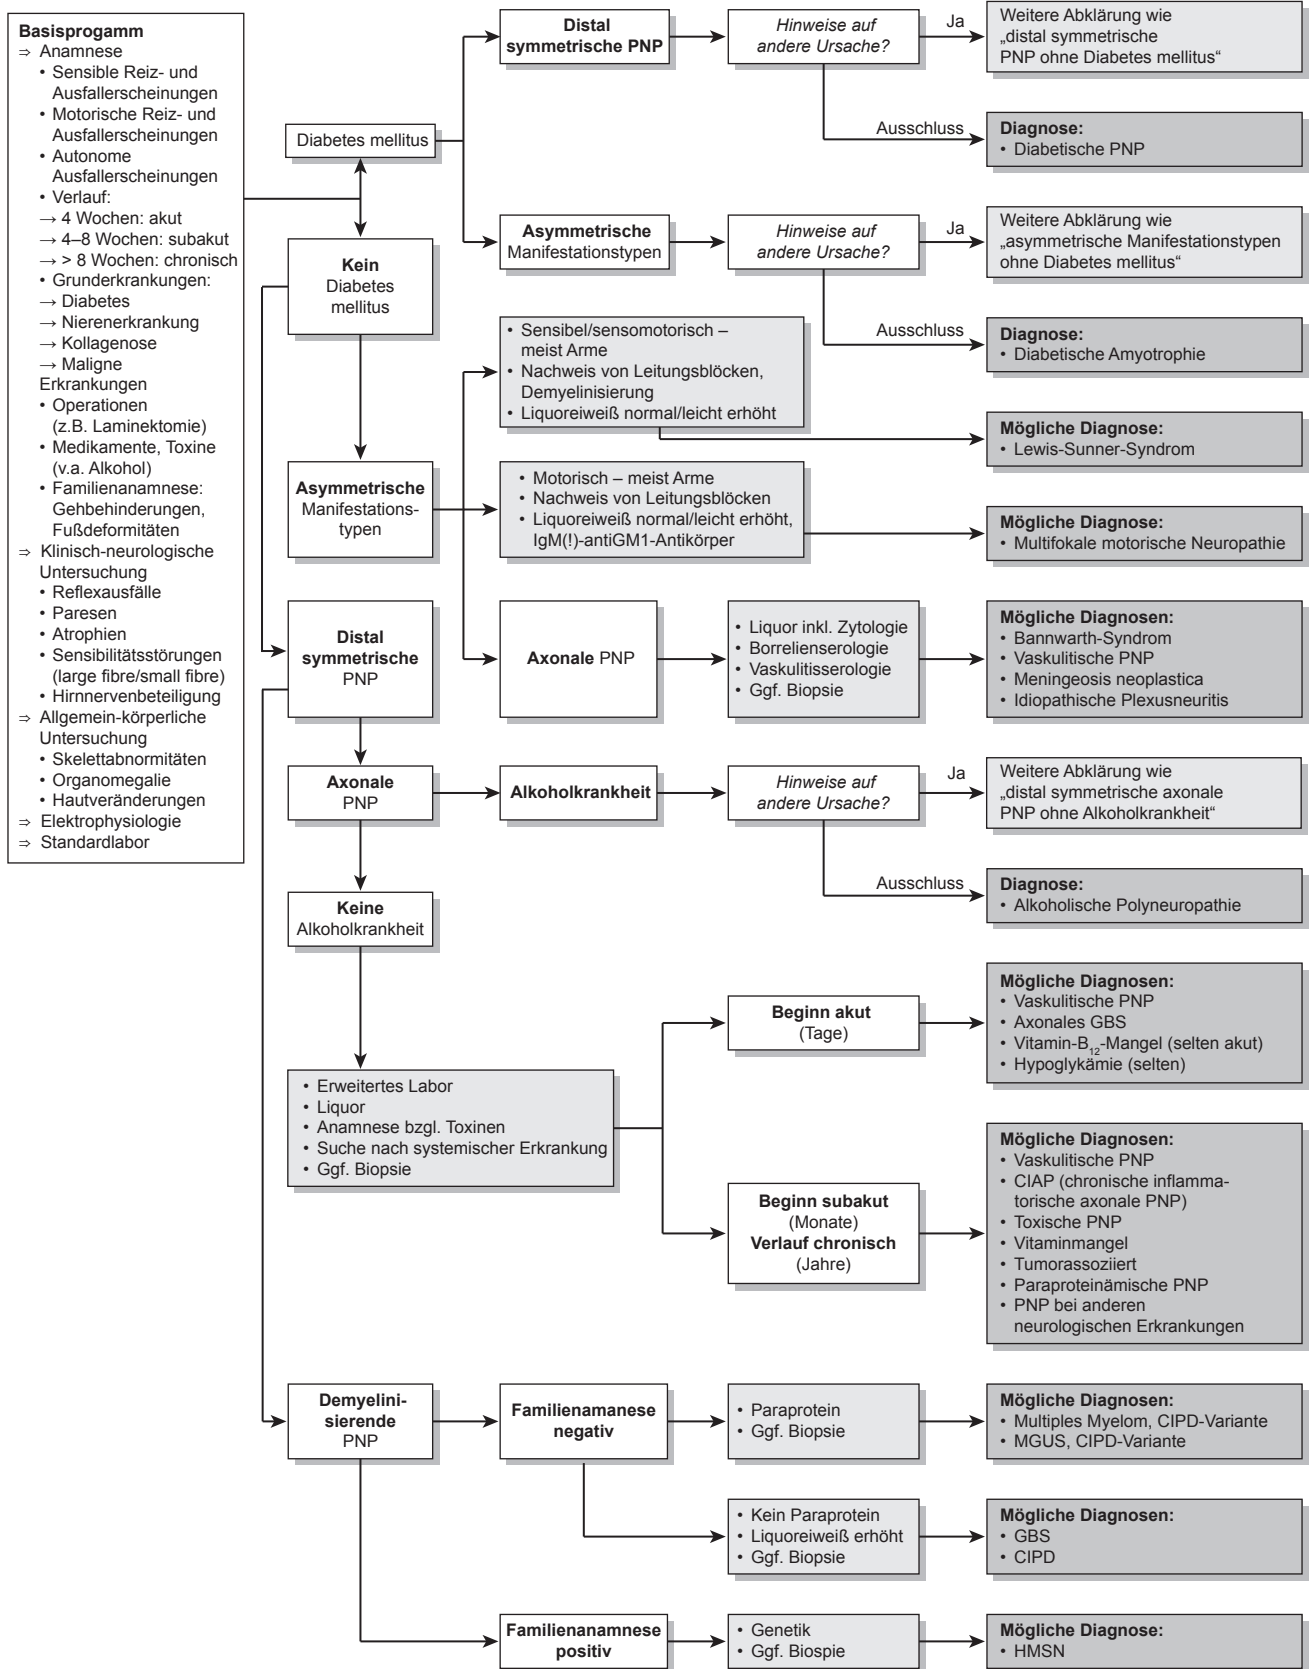 Basisprogamm
⇒ Anamnese
• Sensible Reiz- und
Ausfallerscheinungen
• Motorische Reiz- und
Ausfallerscheinungen
• Autonome
Ausfallerscheinungen
• Verlauf:
→ 4 Wochen: akut
→ 4–8 Wochen: subakut
→ > 8 Wochen: chronisch
• Grunderkrankungen:
→ Diabetes
→ Nierenerkrankung
→ Kollagenose
→ Maligne
Erkrankungen
• Operationen
(z.B. Laminektomie)
• Medikamente, Toxine
(v.a. Alkohol)
• Familienanamnese:
Gehbehinderungen,
Fußdeformitäten
⇒ Klinisch-neurologische
Untersuchung
• Reflexausfälle
• Paresen
• Atrophien
• Sensibilitätsstörungen
(large fibre/small fibre)
• Hirnnervenbeteiligung
⇒ Allgemein-körperliche
Untersuchung
• Skelettabnormitäten
• Organomegalie
• Hautveränderungen
⇒ Elektrophysiologie
⇒ Standardlabor
Diabetes mellitus
Distal
symmetrische PNP
Hinweise auf
andere Ursache?
Ja
Weitere Abklärung wie
„distal symmetrische
PNP ohne Diabetes mellitus“
Ausschluss
Diagnose:
• Diabetische PNP
Asymmetrische
Manifestationstypen
Hinweise auf
andere Ursache?
Ja
Weitere Abklärung wie
„asymmetrische Manifestationstypen
ohne Diabetes mellitus“
Ausschluss
Diagnose:
• Diabetische Amyotrophie
Kein
Diabetes
mellitus
Asymmetrische
Manifestations-
typen
• Sensibel/sensomotorisch –
meist Arme
• Nachweis von Leitungsblöcken,
Demyelinisierung
• Liquoreiweiß normal/leicht erhöht
Mögliche Diagnose:
• Lewis-Sunner-Syndrom
• Motorisch – meist Arme
• Nachweis von Leitungsblöcken
• Liquoreiweiß normal/leicht erhöht,
IgM(!)-antiGM1-Antikörper
Mögliche Diagnose:
• Multifokale motorische Neuropathie
Axonale PNP
• Liquor inkl. Zytologie
• Borrelienserologie
• Vaskulitisserologie
• Ggf. Biopsie
Mögliche Diagnosen:
• Bannwarth-Syndrom
• Vaskulitische PNP
• Meningeosis neoplastica
• Idiopathische Plexusneuritis
Distal
symmetrische
PNP
Axonale
PNP
Alkoholkrankheit
Hinweise auf
andere Ursache?
Ja
Weitere Abklärung wie
„distal symmetrische axonale
PNP ohne Alkoholkrankheit“
Ausschluss
Diagnose:
• Alkoholische Polyneuropathie
Keine
Alkoholkrankheit
• Erweitertes Labor
• Liquor
• Anamnese bzgl. Toxinen
• Suche nach systemischer Erkrankung
• Ggf. Biopsie
Beginn akut
(Tage)
Mögliche Diagnosen:
• Vaskulitische PNP
• Axonales GBS
• Vitamin-B12-Mangel (selten akut)
• Hypoglykämie (selten)
Beginn subakut
(Monate)
Verlauf chronisch
(Jahre)
Mögliche Diagnosen:
• Vaskulitische PNP
• CIAP (chronische inflamma-
torische axonale PNP)
• Toxische PNP
• Vitaminmangel
• Tumorassoziiert
• Paraproteinämische PNP
• PNP bei anderen
neurologischen Erkrankungen
Demyelini-
sierende
PNP
Familienamanese
negativ
• Paraprotein
• Ggf. Biopsie
Mögliche Diagnosen:
• Multiples Myelom, CIPD-Variante
• MGUS, CIPD-Variante
• Kein Paraprotein
• Liquoreiweiß erhöht
• Ggf. Biopsie
Mögliche Diagnosen:
• GBS
• CIPD
Familienanamnese
positiv
• Genetik
• Ggf. Biospie
Mögliche Diagnose:
• HMSN